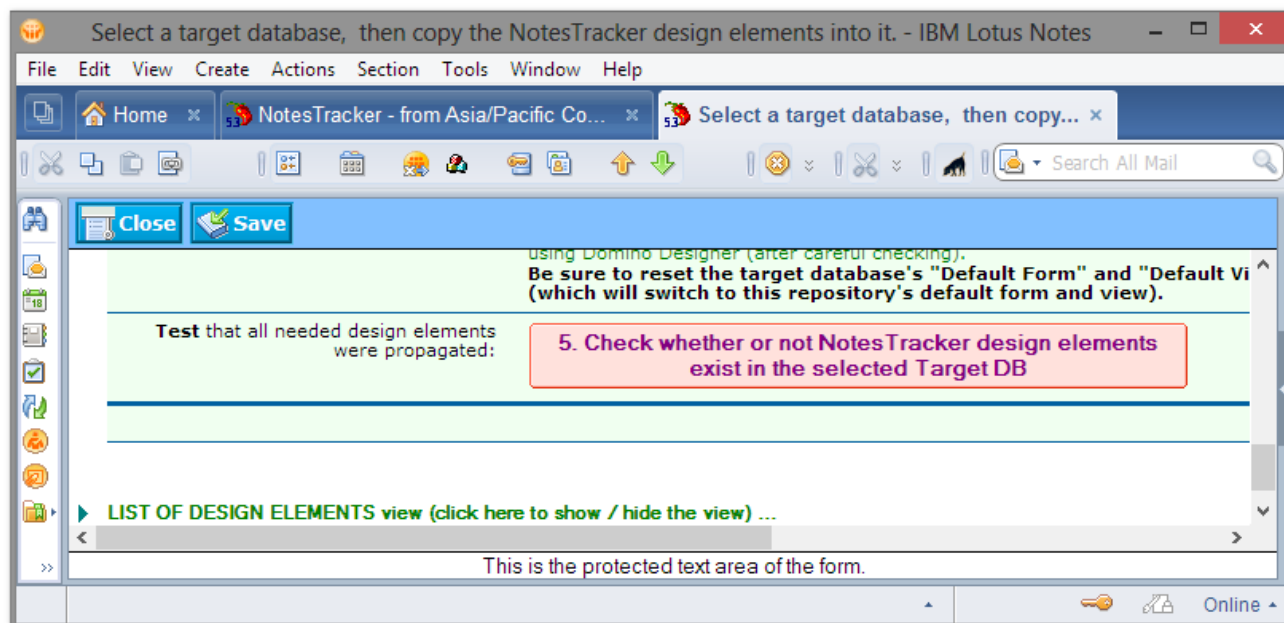 Select a target database, then copy the NotesTracker design elements into it. - IBM Lotus Notes
File Edit View Create Actions Section Tools Window Help
Home NotesTracker - from Asia/Pacific Co... Select a target database, then copy...
Search All Mail
Close Save
using Domino Designer (after careful checking).
Be sure to reset the target database's "Default Form" and "Default Vi
(which will switch to this repository's default form and view).
Test that all needed design elements
were propagated:
5. Check whether or not NotesTracker design elements
exist in the selected Target DB
LIST OF DESIGN ELEMENTS view (click here to show / hide the view) ...
This is the protected text area of the form.
Online